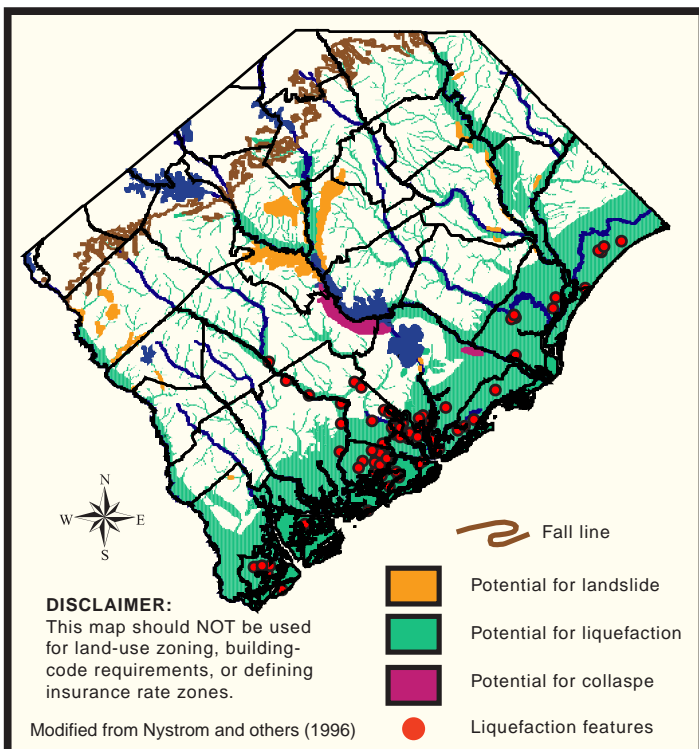 N
W E
S
Fall line
Potential for landslide
Potential for liquefaction
Potential for collaspe
Liquefaction features
DISCLAIMER:
This map should NOT be used
for land-use zoning, building-
code requirements, or defining
insurance rate zones.
Modified from Nystrom and others (1996)